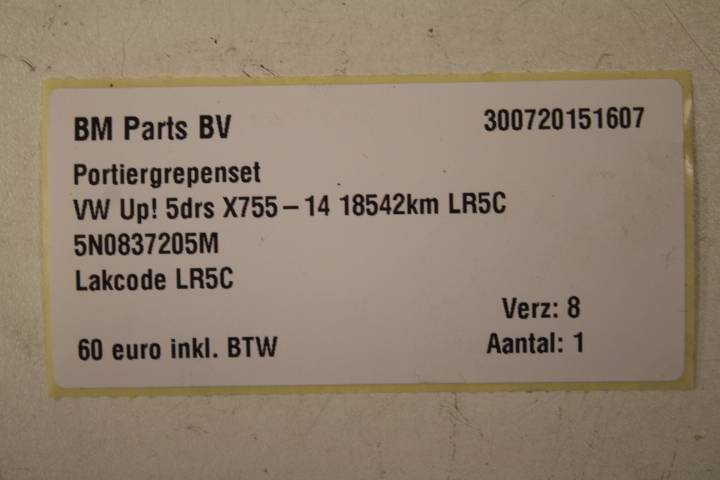 BM Parts BV 300720151607
Portiergrepenset
VW Up! 5drs X755-14 18542km LR5C
5N0837205M
Lakcode LR5C
Verz: 8
60 euro inkl. BTW Aantal: 1